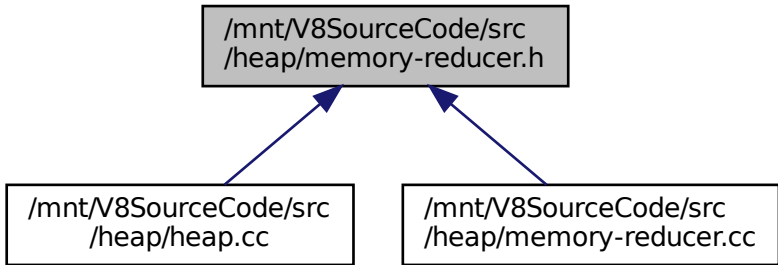 /mnt/V8SourceCode/src
/heap/memory-reducer.h
/mnt/V8SourceCode/src
/heap/heap.cc
/mnt/V8SourceCode/src
/heap/memory-reducer.cc